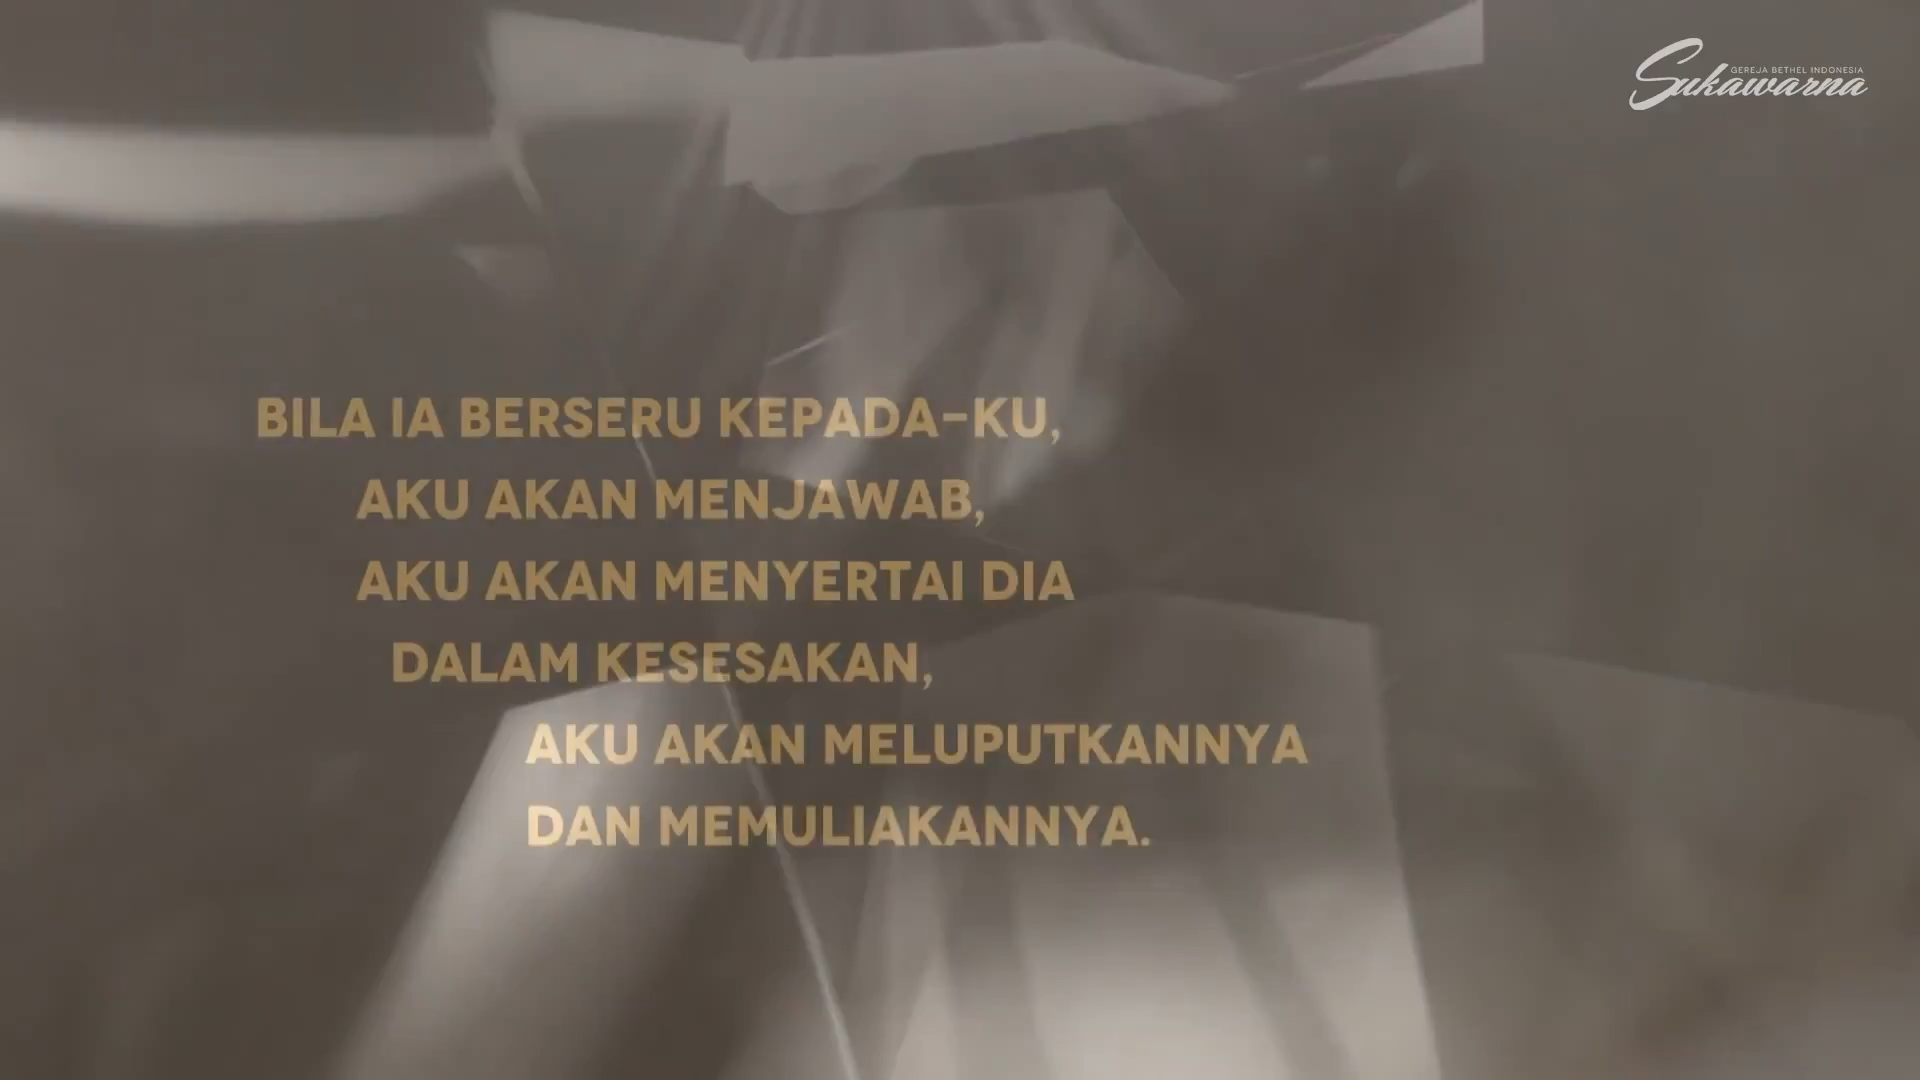 GEREJA BETHEL INDONESIA
Sukawarna
BILA IA BERSERU KEPADA-KU,
AKU AKAN MENJAWAB,
AKU AKAN MENYERTAI DIA
DALAM KESESAKAN,
AKU AKAN MELUPUTKANNYA
DAN MEMULIAKANNYA.